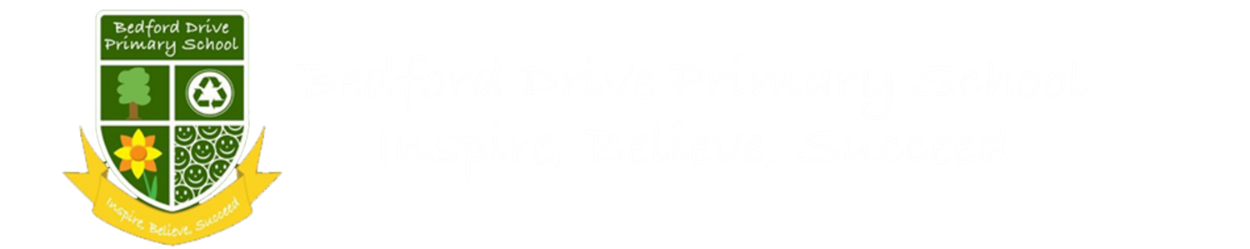 Bedford Drive
Primary School
Inspire, Believe, Succeed
Bedford Drive Primary School
Inspire, Believe, Succeed